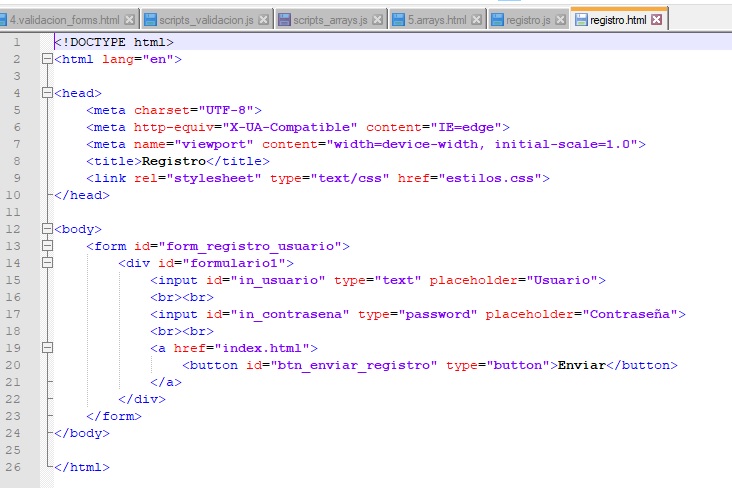 4.validacion_forms.html scripts_validacion.js scripts_arrays.js 5.arrays.html registro.js registro.html
1 <!DOCTYPE html>
2 <html lang="en">
3
4 <head>
5 <meta charset="UTF-8">
6 <meta http-equiv="X-UA-Compatible" content="IE=edge">
7 <meta name="viewport" content="width=device-width, initial-scale=1.0">
8 <title>Registro</title>
9 <link rel="stylesheet" type="text/css" href="estilos.css">
10 </head>
11
12 <body>
13 <form id="form_registro_usuario">
14 <div id="formulario1">
15 <input id="in_usuario" type="text" placeholder="Usuario">
16 <br><br>
17 <input id="in_contrasena" type="password" placeholder="Contraseña">
18 <br><br>
19 <a href="index.html">
20 <button id="btn_enviar_registro" type="button">Enviar</button>
21 </a>
22 </div>
23 </form>
24 </body>
25
26 </html>